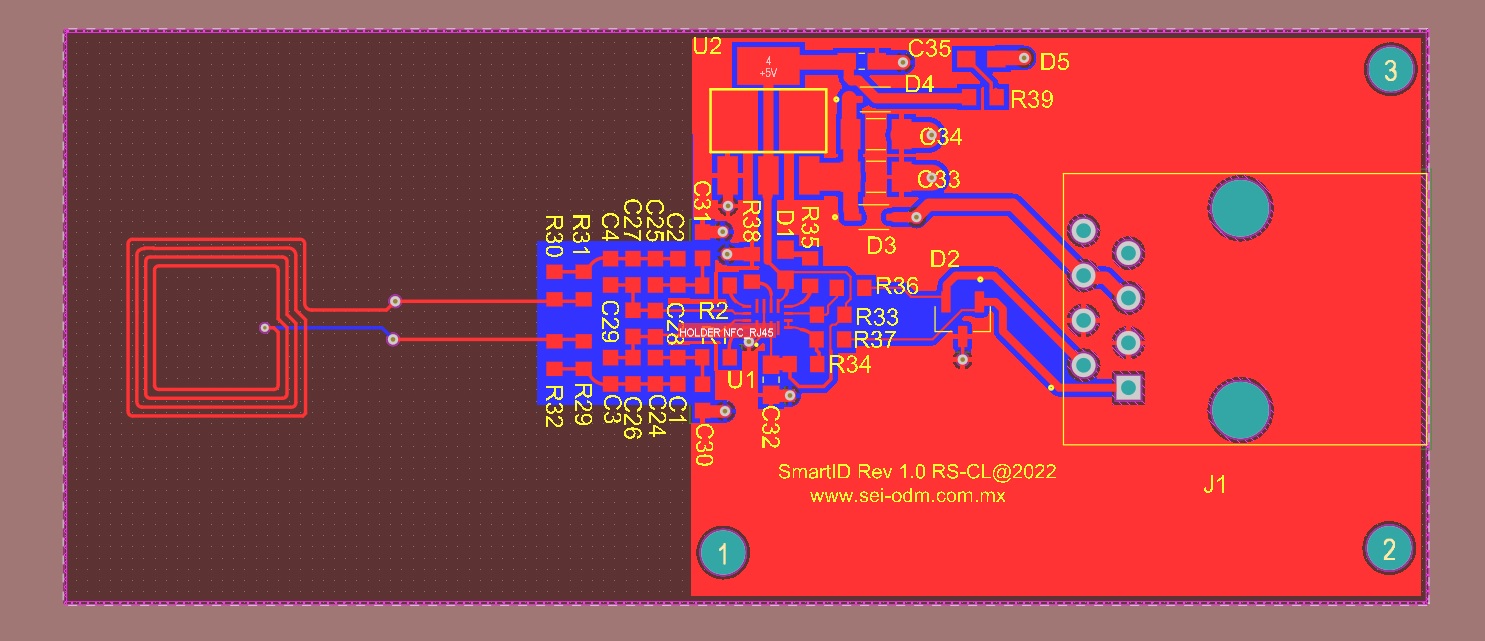 U2
4
+5V
C35
D5
D4
R39
3
C34
C33
C31
R38
D1
R35
D3
D2
R30
R31
C4
C27
C25
C2
R36
R2
R33
C29
C28
HOLDER NFC_RJ45
R37
R34
U1
R32
R29
C3
C26
C24
C1
C30
C32
SmartID Rev 1.0 RS-CL@2022
www.sei-odm.com.mx
J1
1
2